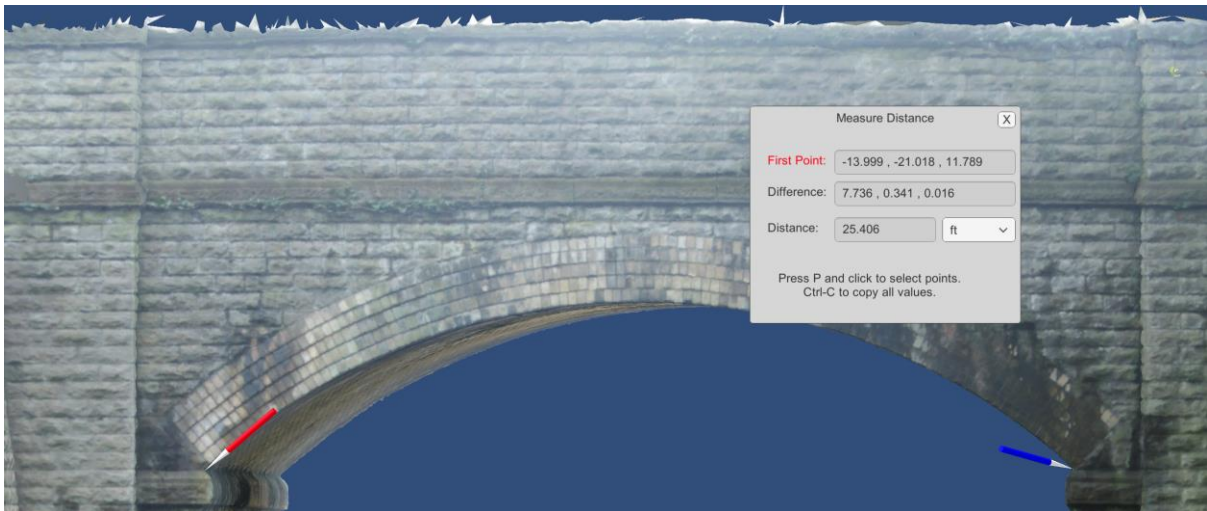 Measure Distance X
First Point: -13.999 , -21.018 , 11.789
Difference: 7.736 , 0.341 , 0.016
Distance: 25.406 ft
Press P and click to select points.
Ctrl-C to copy all values.